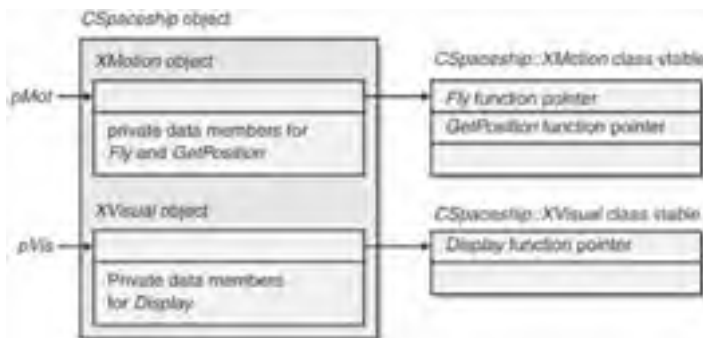 CSpaceship object
XMotion object
CSpaceship::XMotion class vtable
pMot
Fly function pointer
GetPosition function pointer
private data members for
Fly and GetPosition
XVisual object
CSpaceship::XVisual class vtable
pVis
Display function pointer
Private data members
for Display